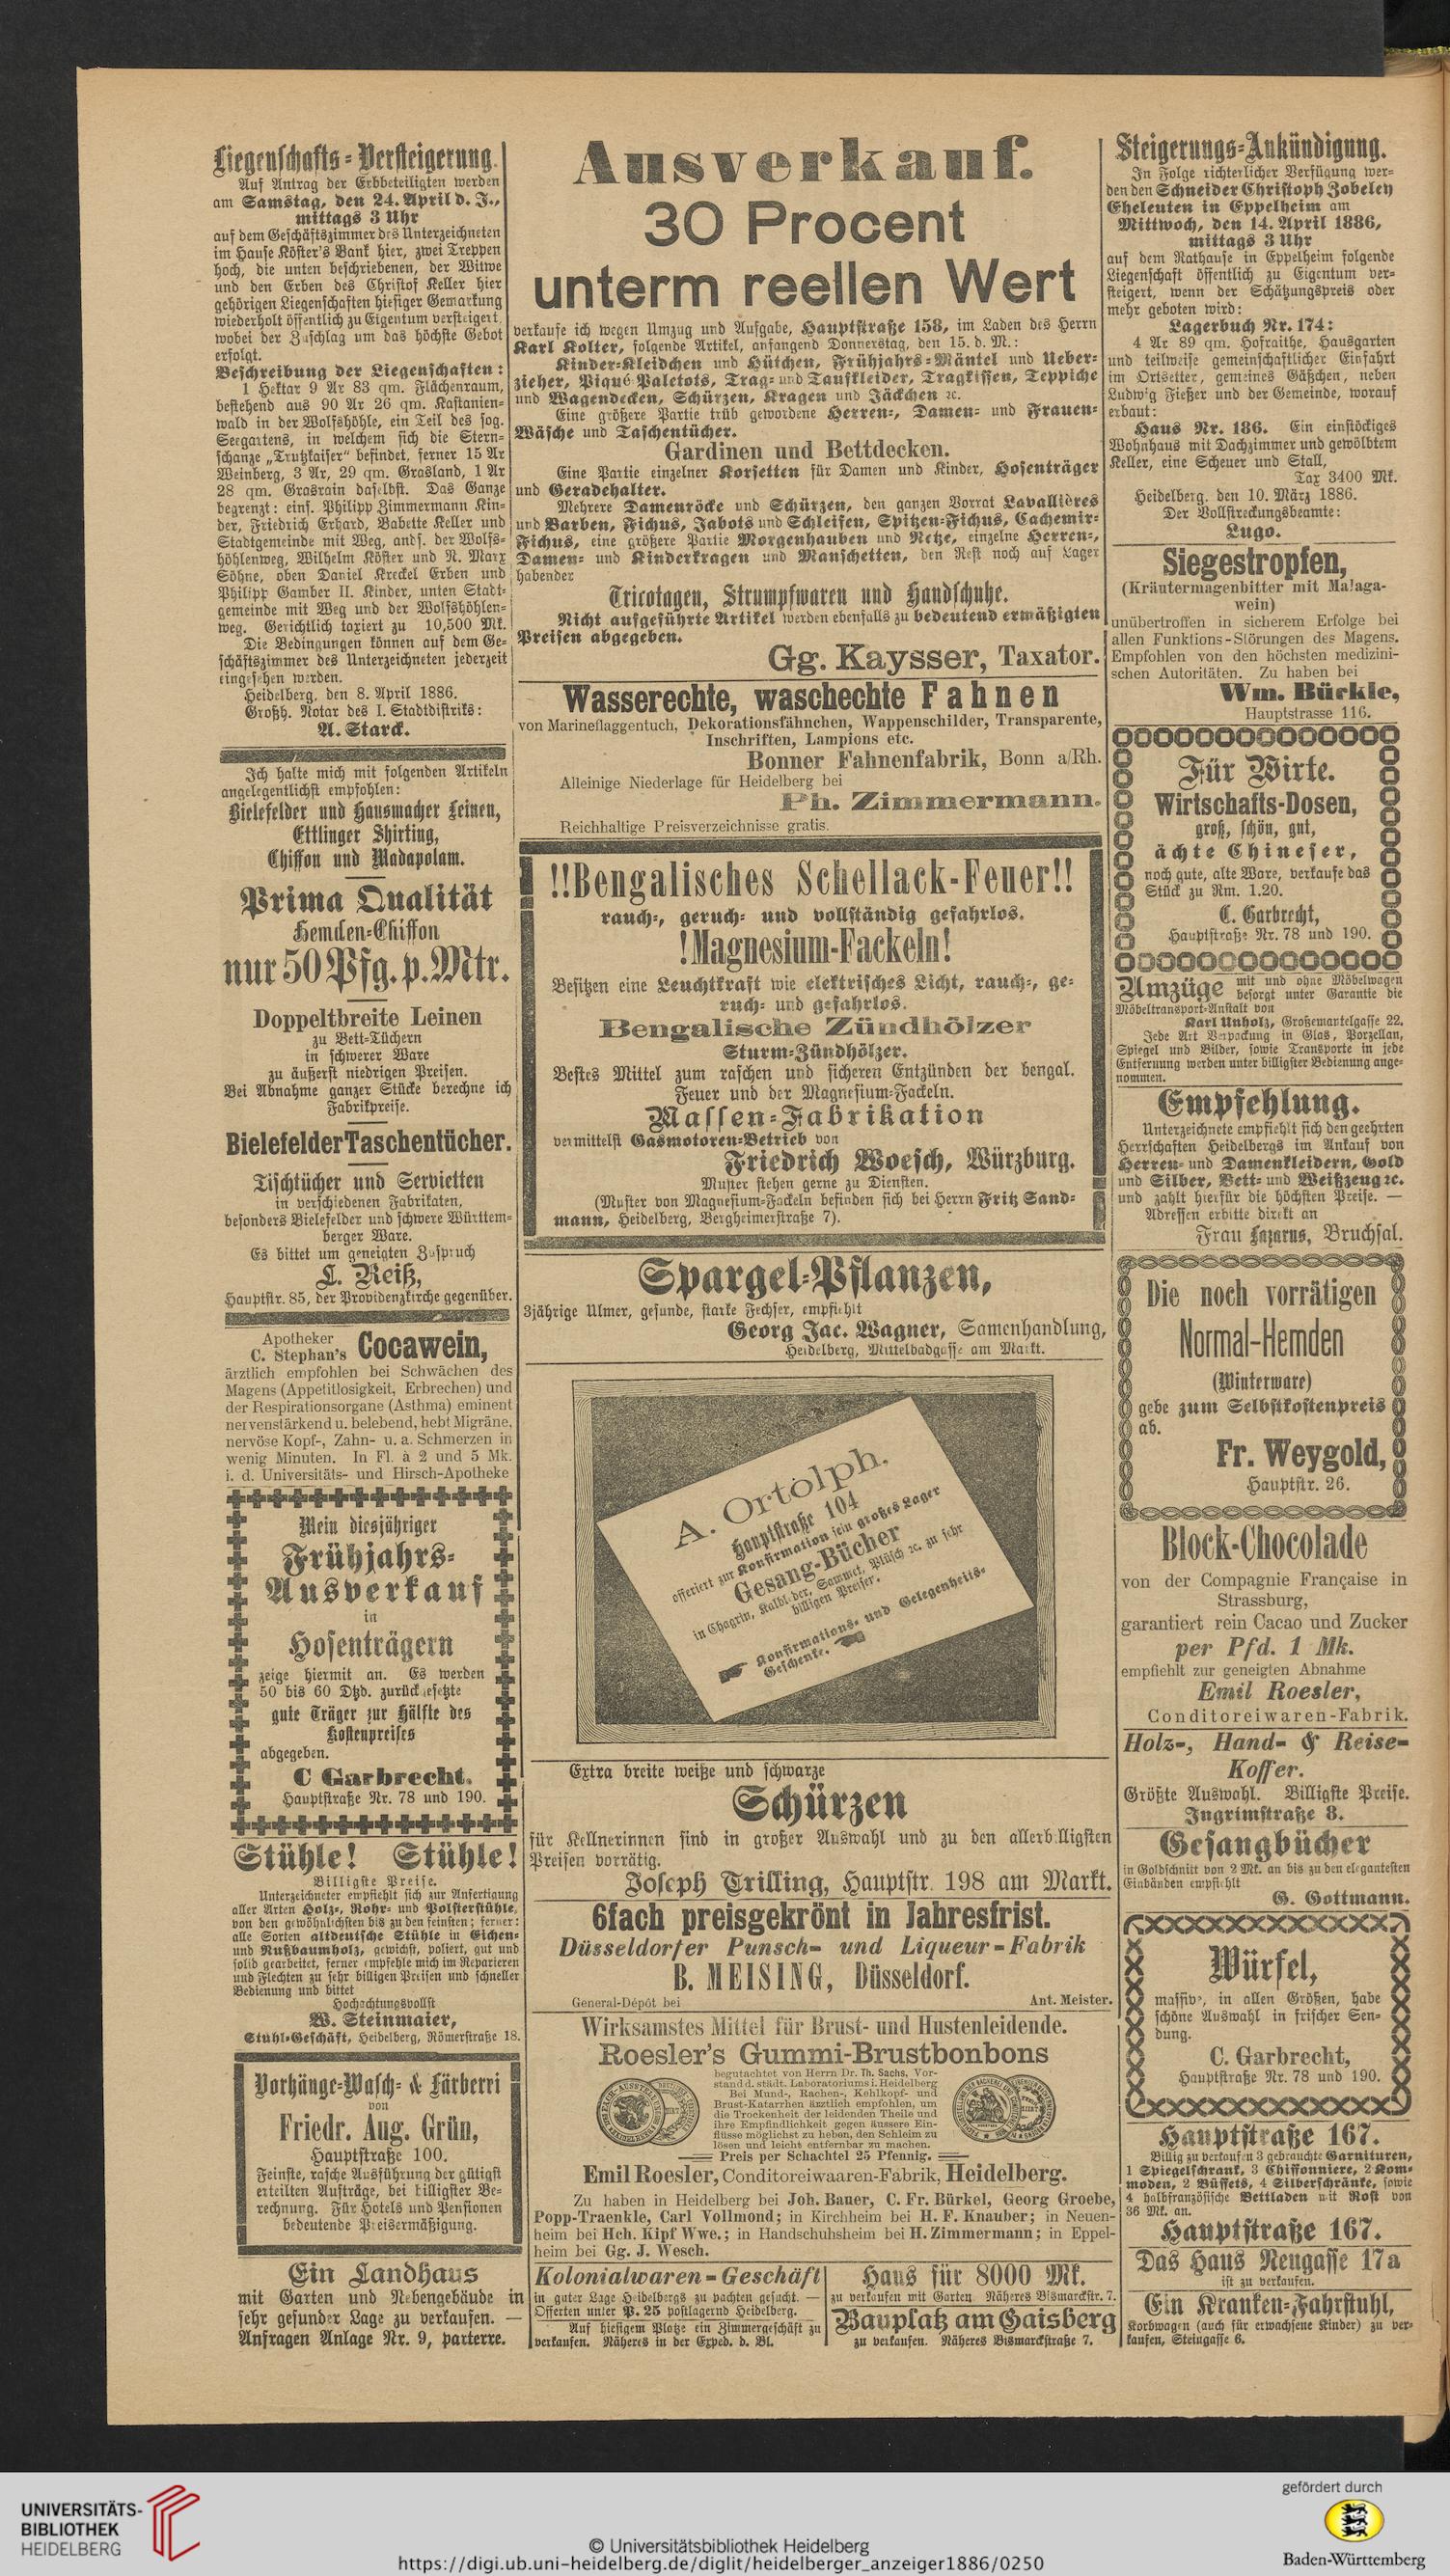 Liegenschafts-Versteigerung.
Auf Antrag der Erbbeteiligten werden
am Samstag, den 24. April d. J.,
mittags 3 Uhr
auf dem Geschäftszimmer des Unterzeichneten
im Hause Köster's Bank hier, zwei Treppen
hoch, die unten beschriebenen, der Witwe
und den Erben des Christof Keller hier
gehörigen Liegenschaften hiesiger Gemarkung
wiederholt öffentlich zu Eigentum versteigert,
wobei der Zuschlag um das höchste Gebot
erfolgt.
Beschreibung der Liegenschaften:
1 Hektar 9 Ar 83 qm. Flächenraum,
bestehend aus 90 Ar 26 qm. Kastanien-
wald in der Wolfshöhle, ein Teil des sog.
Seegartens, in welchem sich die Stern-
schanze „Trutzkaiser“ befindet, ferner 15 Ar
Weinberg, 3 Ar, 29 qm. Grasland, 1 Ar
28 qm. Grasrain daselbst. Das Ganze
begrenzt: eins. Philipp Zimmermann Kin-
der, Friedrich Erhard, Babette Keller und
Stadtgemeinde mit Weg, ands. der Wolfs-
höhlenweg, Wilhelm Köster und N. Marx
Söhne, oben Daniel Kreckel Erben und
Philipp Gamber II. Kinder, unten Stadt-
gemeinde mit Weg und der Wolfshöhlen-
weg. Gerichtlich taxiert zu 10,500 Mk.
Die Bedingungen können auf dem Ge-
schäftszimmer des Unterzeichneten jederzeit
eingesehen werden.
Heidelberg, den 8. April 1886.
Großh. Notar des I. Stadtdistrikts:
A. Starck.
Ich halte mich mit folgenden Artikeln
angelegentlichst empfohlen:
Bielefelder und Hausmacher Leinen,
Ettlinger Shirting,
Chiffon und Madapolam.
Prima Qualität
Hemden-Chiffon
nur 50 Pfg. p. Mtr.
Doppeltbreite Leinen
zu Bett-Tüchern
in schwerer Ware
zu äußerst niedrigen Preisen.
Bei Abnahme ganzer Stücke berechne ich
Fabrikpreise.
Bielefelder Taschentücher.
Tischtücher und Servietten
in verschiedenen Fabrikaten,
besonders Bielefelder und schwere Württem-
berger Ware.
Es bittet um geneigten Zuspruch
L. Reiß,
Hauptstr. 85, der Providenzkirche gegenüber.
Apotheker
C. Stephan's Cocawein,
ärztlich empfohlen bei Schwächen des
Magens (Appetitlosigkeit, Erbrechen) und
der Respirationsorgane (Asthma) eminent
nervenstärkend u. belebend, hebt Migräne,
nervöse Kopf-, Zahn- u. a. Schmerzen in
wenig Minuten. In Fl. à 2 und 5 Mk.
i. d. Universitäts- und Hirsch-Apotheke
Mein diesjähriger
Frühjahrs-
Ausverkauf
in
Hosenträgern
zeige hiermit an. Es werden
50 bis 60 Dtzd. zurückgesetzte
gute Träger zur Hälfte des
Kostenpreises
abgegeben.
C Garbrecht.
Hauptstraße Nr. 78 und 190.
Stühle! Stühle!
Billigste Preise.
Unterzeichneter empfiehlt sich zur Anfertigung
aller Arten Holz-, Rohr- und Polsterstühle,
von den gewöhnlichsten bis zu den feinsten; ferner:
alle Sorten altdeutsche Stühle in Eichen-
und Nußbaumholz, gewichst, poliert, gut und
solid gearbeitet, ferner empfehle mich im Reparieren
und Flechten zu sehr billigen Preisen und schneller
Bedienung und bittet
Hochachtungsvollst
W. Steinmaier,
Stuhl-Geschäft, Heidelberg, Römerstraße 18.
Vorhänge-Wasch- & Färberei
von
Friedr. Aug. Grün,
Hauptstraße 100.
Feinste, rasche Ausführung der gütigst
erteilten Aufträge, bei billigster Be-
rechnung. Für Hotels und Pensionen
bedeutende Preisermäßigung.
Ein Landhaus
mit Garten und Nebengebäude in
sehr gesunder Lage zu verkaufen. —
Anfragen Anlage Nr. 9, parterre.
Ausverkauf.
30 Procent
unterm reellen Wert
verkaufe ich wegen Umzug und Aufgabe, Hauptstraße 158, im Laden des Herrn
Karl Kolter, folgende Artikel, anfangend Donnerstag, den 15. d. M.:
Kinder-Kleidchen und Hütchen, Frühjahrs-Mäntel und Ueber-
zieher, Piqué-Paletots, Trag- und Taufkleider, Tragkissen, Teppiche
und Wagendecken, Schürzen, Kragen und Jäckchen ꝛc.
Eine größere Partie trüb gewordene Herren-, Damen- und Frauen-
Wäsche und Taschentücher.
Gardinen und Bettdecken.
Eine Partie einzelner Korsetten für Damen und Kinder, Hosenträger
und Geradehalter.
Mehrere Damenröcke und Schürzen, den ganzen Vorrat Lavallières
und Barben, Fichus, Jabots und Schleifen, Spitzen-Fichus, Cachemir-
Fichus, eine größere Partie Morgenhauben und Netze, einzelne Herren-,
Damen- und Kinderkragen und Manschetten, den Rest noch auf Lager
habender
Tricotagen, Strumpfwaren und Handschuhe.
Nicht aufgeführte Artikel werden ebenfalls zu bedeutend ermäßigten
Preisen abgegeben.
Gg. Kaysser, Taxator.
Wasserechte, waschechte Fahnen
von Marineflaggentuch, Dekorationsfähnchen, Wappenschilder, Transparente,
Inschriften, Lampions etc.
Bonner Fahnenfabrik, Bonn a/Rh.
Alleinige Niederlage für Heidelberg bei
Ph. Zimmermann.
Reichhaltige Preisverzeichnisse gratis.
!!Bengalisches Schellack-Feuer!!
rauch-, geruch- und vollständig gefahrlos.
!Magnesium-Fackeln!
Besitzen eine Leuchtkraft wie elektrisches Licht, rauch-, ge-
ruch- und gefahrlos.
Bengalische Zündhölzer
Sturm-Zündhölzer.
Bestes Mittel zum raschen und sicheren Entzünden der bengal.
Feuer und der Magnesium-Fackeln.
Massen-Fabrikation
vermittelst Gasmotoren-Betrieb von
Friedrich Woesch, Würzburg.
Muster stehen gerne zu Diensten.
(Muster von Magnesium-Fackeln befinden sich bei Herrn Fritz Sand-
mann, Heidelberg, Bergheimerstraße 7).
Spargel-Pflanzen,
3jährige Ulmer, gesunde, starke Fechser, empfiehlt
Georg Jac. Wagner, Samenhandlung,
Heidelberg, Mittelbadgasse am Markt.
A. Ortolph.
Hauptstraße 104
offeriert zur Konfirmation sein großes Lager
Gesang-Bücher
in Chagrin, Kalbleder, Sammet, Plüsch ꝛc. zu sehr
billigen Preisen.
Konfirmations- und Gelegenheits-
Geschenke.
Extra breite weiße und schwarze
Schürzen
für Kellnerinnen sind in großer Auswahl und zu den allerbilligsten
Preisen vorrätig.
Joseph Trilling, Hauptstr. 198 am Markt.
6fach preisgekrönt in Jahresfrist.
Düsseldorfer Punsch- und Liqueur-Fabrik
B. MEISING, Düsseldorf.
General-Dépôt bei Ant. Meister.
Wirksamstes Mittel für Brust- und Hustenleidende.
Roesler's Gummi-Brustbonbons
begutachtet von Herrn Dr. Th. Sachs, Vor-
stand d. städt. Laboratoriums i. Heidelberg
Bei Mund-, Rachen-, Kehlkopf- und
Brust-Katarrhen ärztlich empfohlen, um
die Trockenheit der leidenden Theile und
ihre Empfindlichkeit gegen äussere Ein-
flüsse möglichst zu heben, den Schleim zu
lösen und leicht entfernbar zu machen.
Preis per Schachtel 25 Pfennig.
Emil Roesler, Conditoreiwaaren-Fabrik, Heidelberg.
Zu haben in Heidelberg bei Joh. Bauer, C. Fr. Bürkel, Georg Groebe,
Popp-Traenkle, Carl Vollmond; in Kirchheim bei H. F. Knauber; in Neuen-
heim bei Hch. Kipf Wwe.; in Handschuhsheim bei H. Zimmermann; in Eppel-
heim bei Gg. J. Wesch.
Kolonialwaren-Geschäft
in guter Lage Heidelbergs zu pachten gesucht. —
Offerten unter P. 25 postlagernd Heidelberg.
Auf hiesigem Platze ein Zimmergeschäft zu
verkaufen. Näheres in der Exped. d. Bl.
Haus für 8000 Mk.
zu verkaufen mit Garten. Näheres Bismarckstr. 7.
Bauplatz am Gaisberg
zu verkaufen. Näheres Bismarckstraße 7.
Steigerungs-Ankündigung.
In Folge richterlicher Verfügung wer-
den den Schneider Christoph Zobeley
Eheleuten in Eppelheim am
Mittwoch, den 14. April 1886,
mittags 3 Uhr
auf dem Rathause in Eppelheim folgende
Liegenschaft öffentlich zu Eigentum ver-
steigert, wenn der Schätzungspreis oder
mehr geboten wird:
Lagerbuch Nr. 174:
4 Ar 89 qm. Hofraithe, Hausgarten
und teilweise gemeinschaftlicher Einfahrt
im Ortsetter, gemeines Gäßchen, neben
Ludwig Fießer und der Gemeinde, worauf
erbaut:
Haus Nr. 136. Ein einstöckiges
Wohnhaus mit Dachzimmer und gewölbtem
Keller, eine Scheuer und Stall,
Tax 3400 Mk.
Heidelberg, den 10. März 1886.
Der Vollstreckungsbeamte:
Lugo.
Siegestropfen,
(Kräutermagenbitter mit Malaga-
wein)
unübertroffen in sicherem Erfolge bei
allen Funktions-Störungen des Magens.
Empfohlen von den höchsten medizini-
schen Autoritäten. Zu haben bei
Wm. Bürkle,
Hauptstrasse 116.
Für Wirte.
Wirtschafts-Dosen,
groß, schön, gut,
ächte Chineser,
noch gute, alte Ware, verkaufe das
Stück zu Rm. 1.20.
C. Garbrecht,
Hauptstraße Nr. 78 und 190.
Umzüge mit und ohne Möbelwagen
besorgt unter Garantie die
Möbeltransport-Anstalt von
Karl Unholz, Großemantelgasse 22.
Jede Art Verpackung in Glas, Porzellan,
Spiegel und Bilder, sowie Transporte in jede
Entfernung werden unter billigster Bedienung ange-
nommen.
Empfehlung.
Unterzeichnete empfiehlt sich den geehrten
Herrschaften Heidelbergs im Ankauf von
Herren- und Damenkleidern, Gold
und Silber, Bett- und Weißzeug ꝛc.
und zahlt hierfür die höchsten Preise. —
Adressen erbitte direkt an
Frau Lazarus, Bruchsal.
Die noch vorrätigen
Normal-Hemden
(Winterware)
gebe zum Selbstkostenpreis
ab.
Fr. Weygold,
Hauptstr. 26.
Block-Chocolade
von der Compagnie Française in
Strassburg,
garantiert rein Cacao und Zucker
per Pfd. 1 Mk.
empfiehlt zur geneigten Abnahme
Emil Roesler,
Conditoreiwaren-Fabrik.
Holz-, Hand- & Reise-
Koffer.
Größte Auswahl. Billigste Preise.
Ingrimstraße 8.
Gesangbücher
in Goldschnitt von 2 Mk. an bis zu den elegantesten
Einbänden empfiehlt
G. Gottmann.
Würfel,
massive, in allen Größen, habe
schöne Auswahl in frischer Sen-
dung.
C. Garbrecht,
Hauptstraße Nr. 78 und 190.
Hauptstraße 167.
Billig zu verkaufen 3 gebrauchte Garnituren,
1 Spiegelschrank, 3 Chiffonniere, 2 Kom-
moden, 2 Büffets, 4 Silberschränke, sowie
4 halbfranzösische Bettladen mit Rost von
36 Mk. an.
Hauptstraße 167.
Das Haus Neugasse 17a
ist zu verkaufen.
Ein Kranken-Fahrstuhl,
Korbwagen (auch für erwachsene Kinder) zu ver-
kaufen, Steingasse 6.
UNIVERSITÄTS-
BIBLIOTHEK
HEIDELBERG
© Universitätsbibliothek Heidelberg
https://digi.ub.uni-heidelberg.de/diglit/heidelberger_anzeiger1886/0250
gefördert durch
Baden-Württemberg